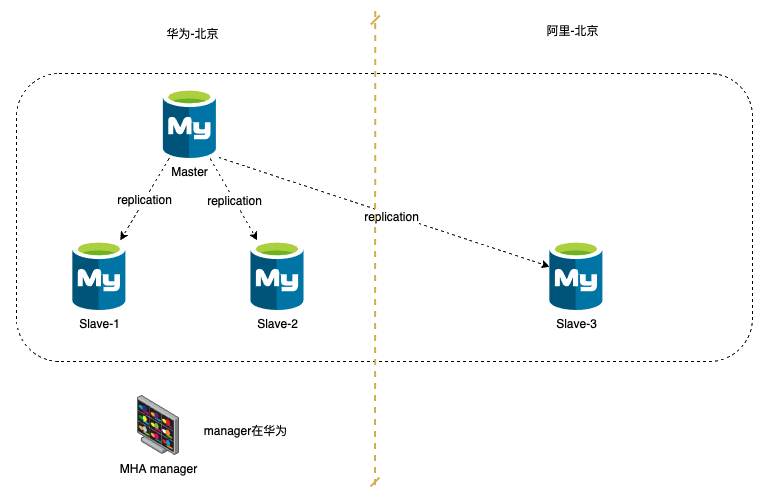 华为-北京
阿里-北京
My
Master
replication
replication
replication
My
My
My
Slave-1
Slave-2
Slave-3
manager在华为
MHA manager